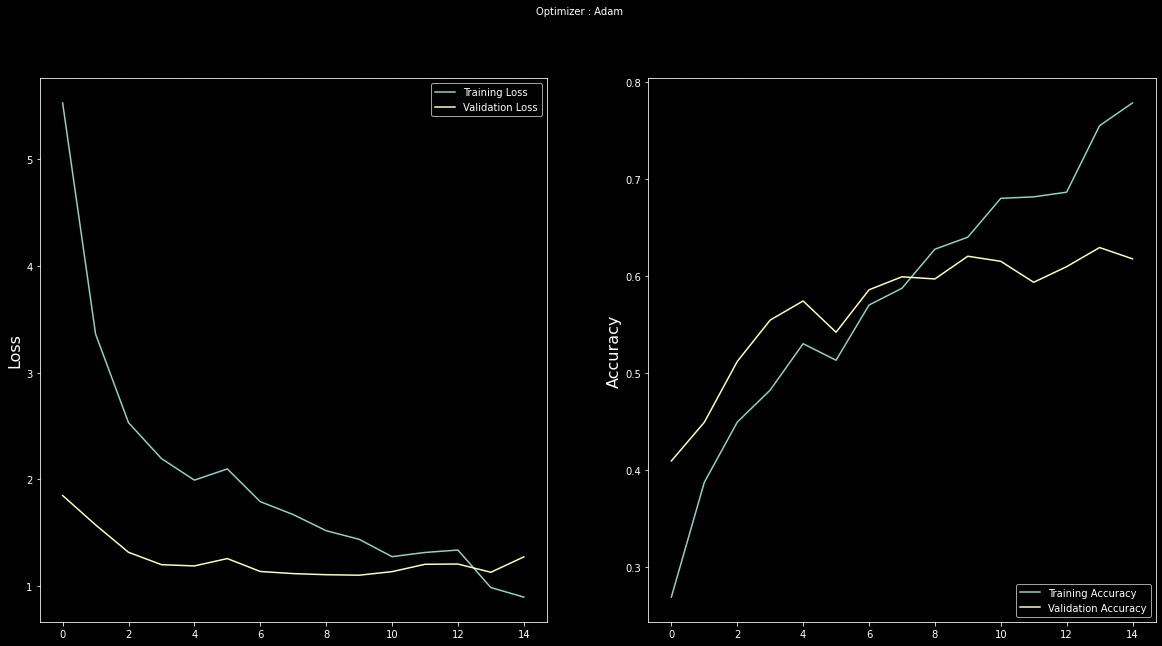 Optimizer : Adam
Training Loss
Validation Loss
5
4
3
2
1
Loss
0 2 4 6 8 10 12 14
0.8
0.7
0.6
0.5
0.4
0.3
Accuracy
Training Accuracy
Validation Accuracy
0 2 4 6 8 10 12 14